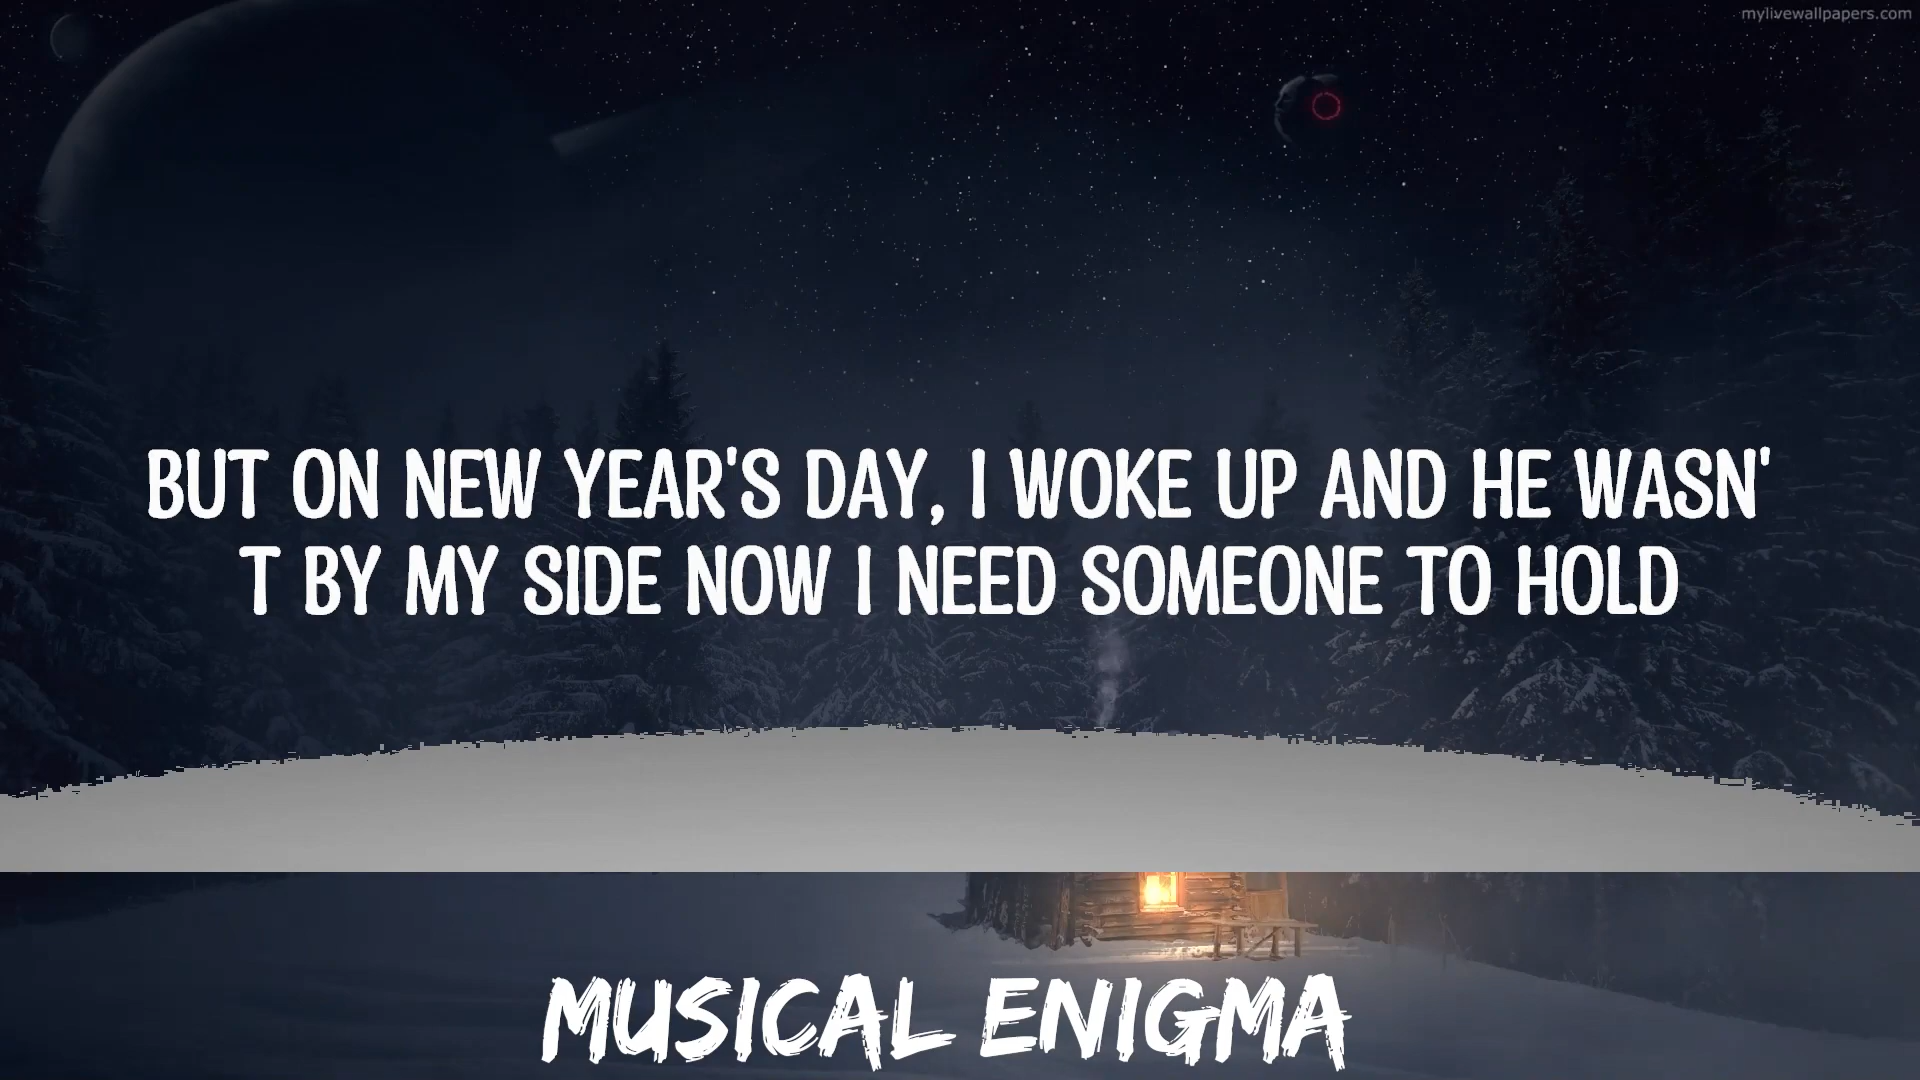 mylivewallpapers.com
BUT ON NEW YEAR'S DAY, I WOKE UP AND HE WASN'
T BY MY SIDE NOW I NEED SOMEONE TO HOLD
MUSICAL ENIGMA